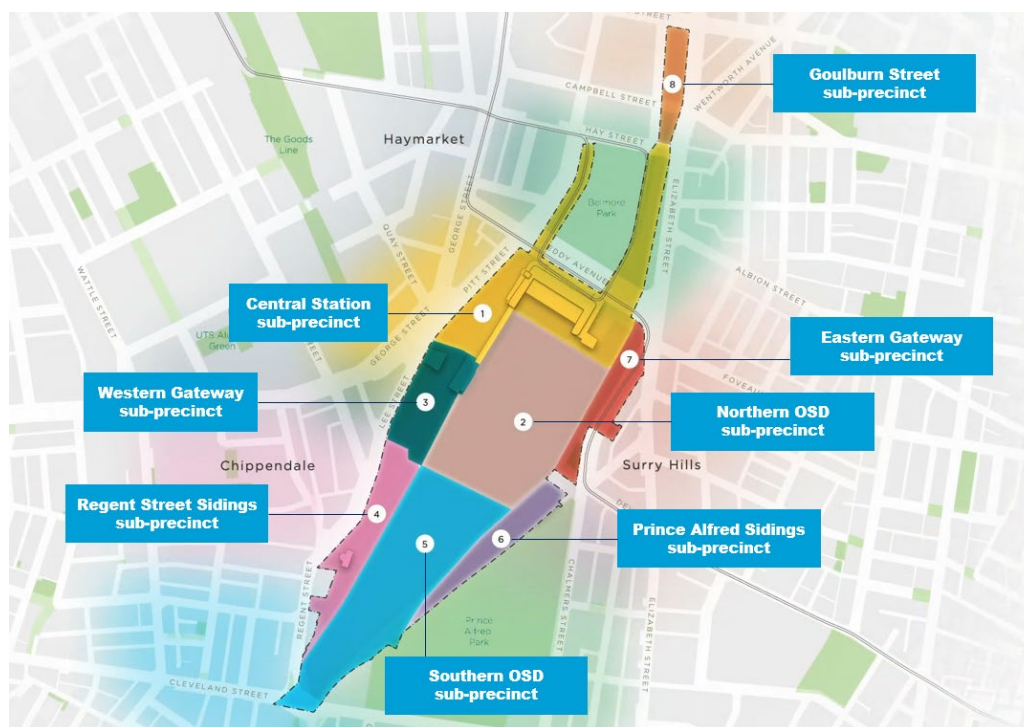 CAMPBELL STREET
WENTWORTH AVENUE
8
Goulburn Street
sub-precinct
The Goods
Line
Haymarket
HAY STREET
Belmore
Park
ELIZABETH STREET
GEORGE STREET
QUAY STREET
PITT STREET
EDDY AVENUE
ALBION STREET
WATTLE STREET
Central Station
sub-precinct
1
GEORGE STREET
Green
7
Eastern Gateway
sub-precinct
Western Gateway
sub-precinct
3
LEE STREET
2
Northern OSD
sub-precinct
Chippendale
Surry Hills
Regent Street Sidings
sub-precinct
4
5
6
Prince Alfred Sidings
sub-precinct
REGENT STREET
CHALMERS STREET
ELIZABETH STREET
Prince
Alfred
Park
Southern OSD
sub-precinct
CLEVELAND STREET